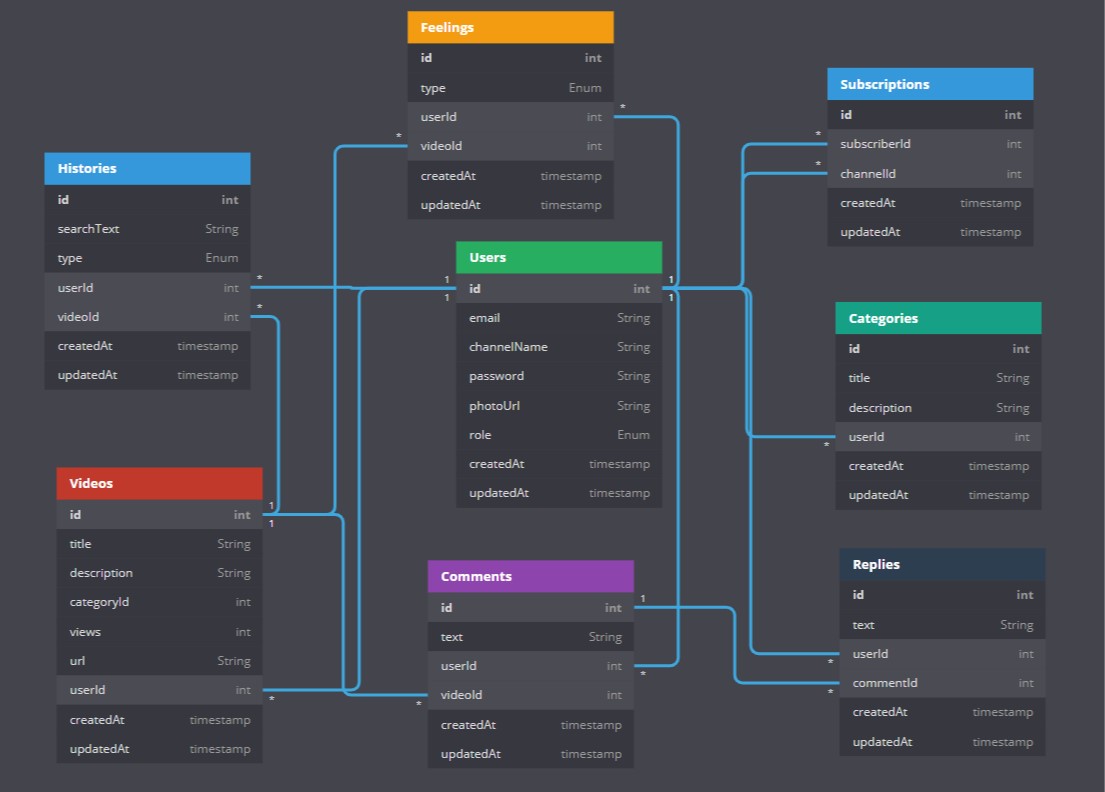 Feelings
id int
type Enum
userId int
videoId int
createdAt timestamp
updatedAt timestamp
*
*
Subscriptions
id int
subscriberId int
channelId int
createdAt timestamp
updatedAt timestamp
*
*
Histories
id int
searchText String
type Enum
userId int
videoId int
createdAt timestamp
updatedAt timestamp
*
*
Users
id int
email String
channelName String
password String
photoUrl String
role Enum
createdAt timestamp
updatedAt timestamp
1
1
1
1
Categories
id int
title String
description String
userId int
createdAt timestamp
updatedAt timestamp
*
Videos
id int
title String
description String
categoryId int
views int
url String
userId int
createdAt timestamp
updatedAt timestamp
1
1
*
Comments
id int
text String
userId int
videoId int
createdAt timestamp
updatedAt timestamp
1
*
*
Replies
id int
text String
userId int
commentId int
createdAt timestamp
updatedAt timestamp
*
*